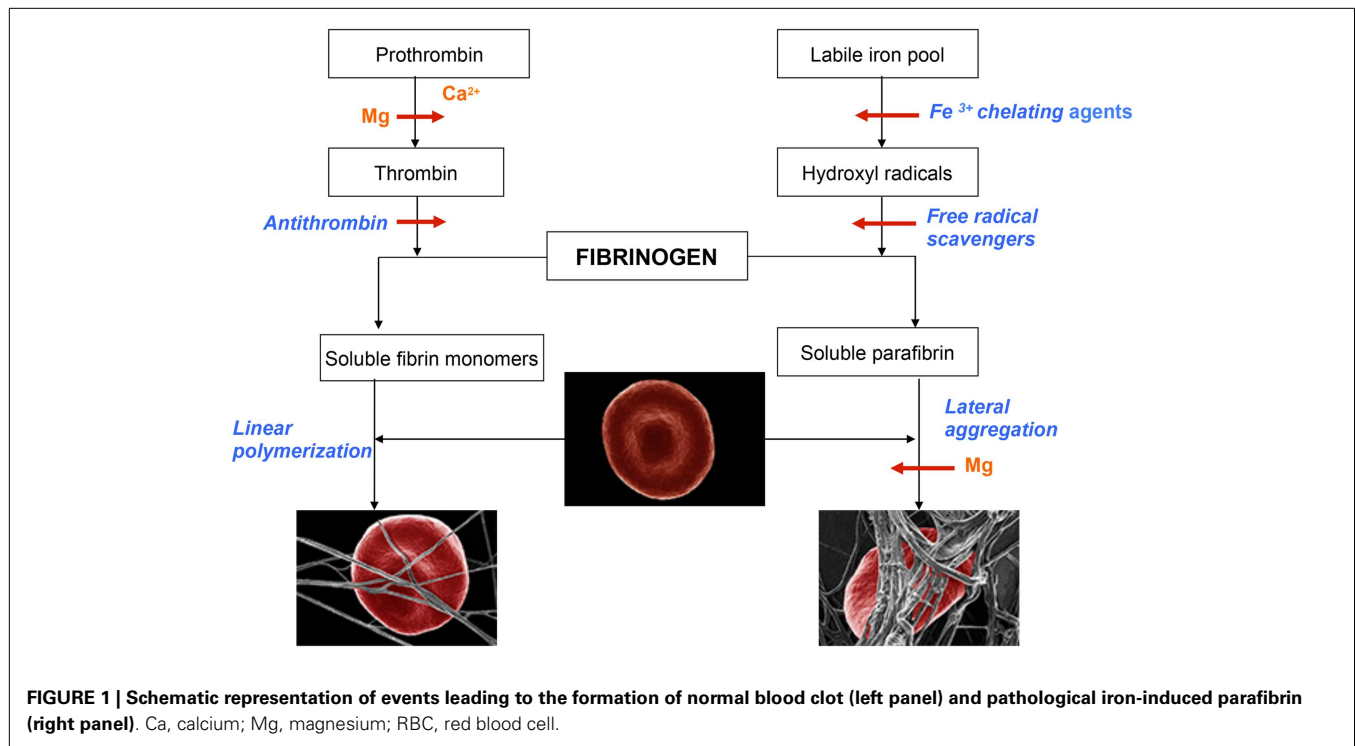 Prothrombin
Labile iron pool
Ca²⁺
Mg
Fe ³⁺ chelating agents
Thrombin
Hydroxyl radicals
Antithrombin
Free radical
scavengers
FIBRINOGEN
Soluble fibrin monomers
Soluble parafibrin
Linear
polymerization
Lateral
aggregation
Mg
FIGURE 1 | Schematic representation of events leading to the formation of normal blood clot (left panel) and pathological iron-induced parafibrin
(right panel). Ca, calcium; Mg, magnesium; RBC, red blood cell.